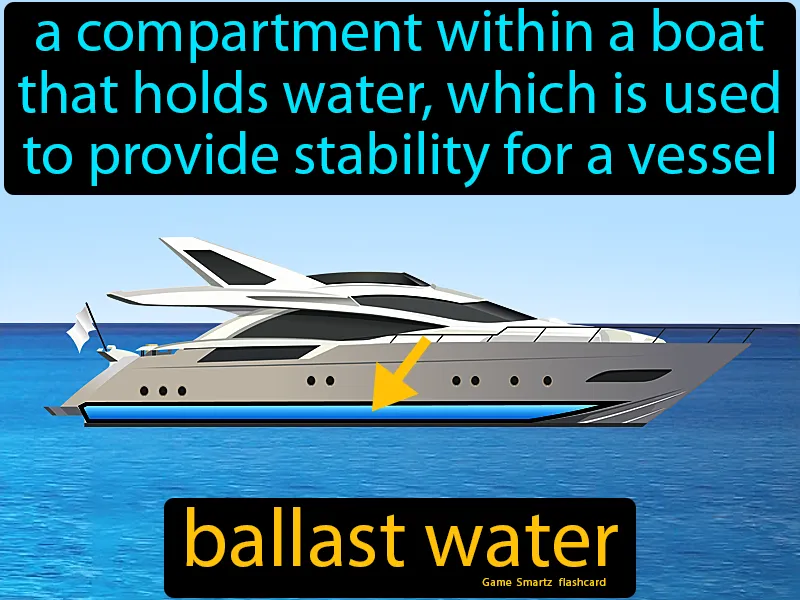 a compartment within a boat
that holds water, which is used
to provide stability for a vessel
ballast water
Game Smartz flashcard